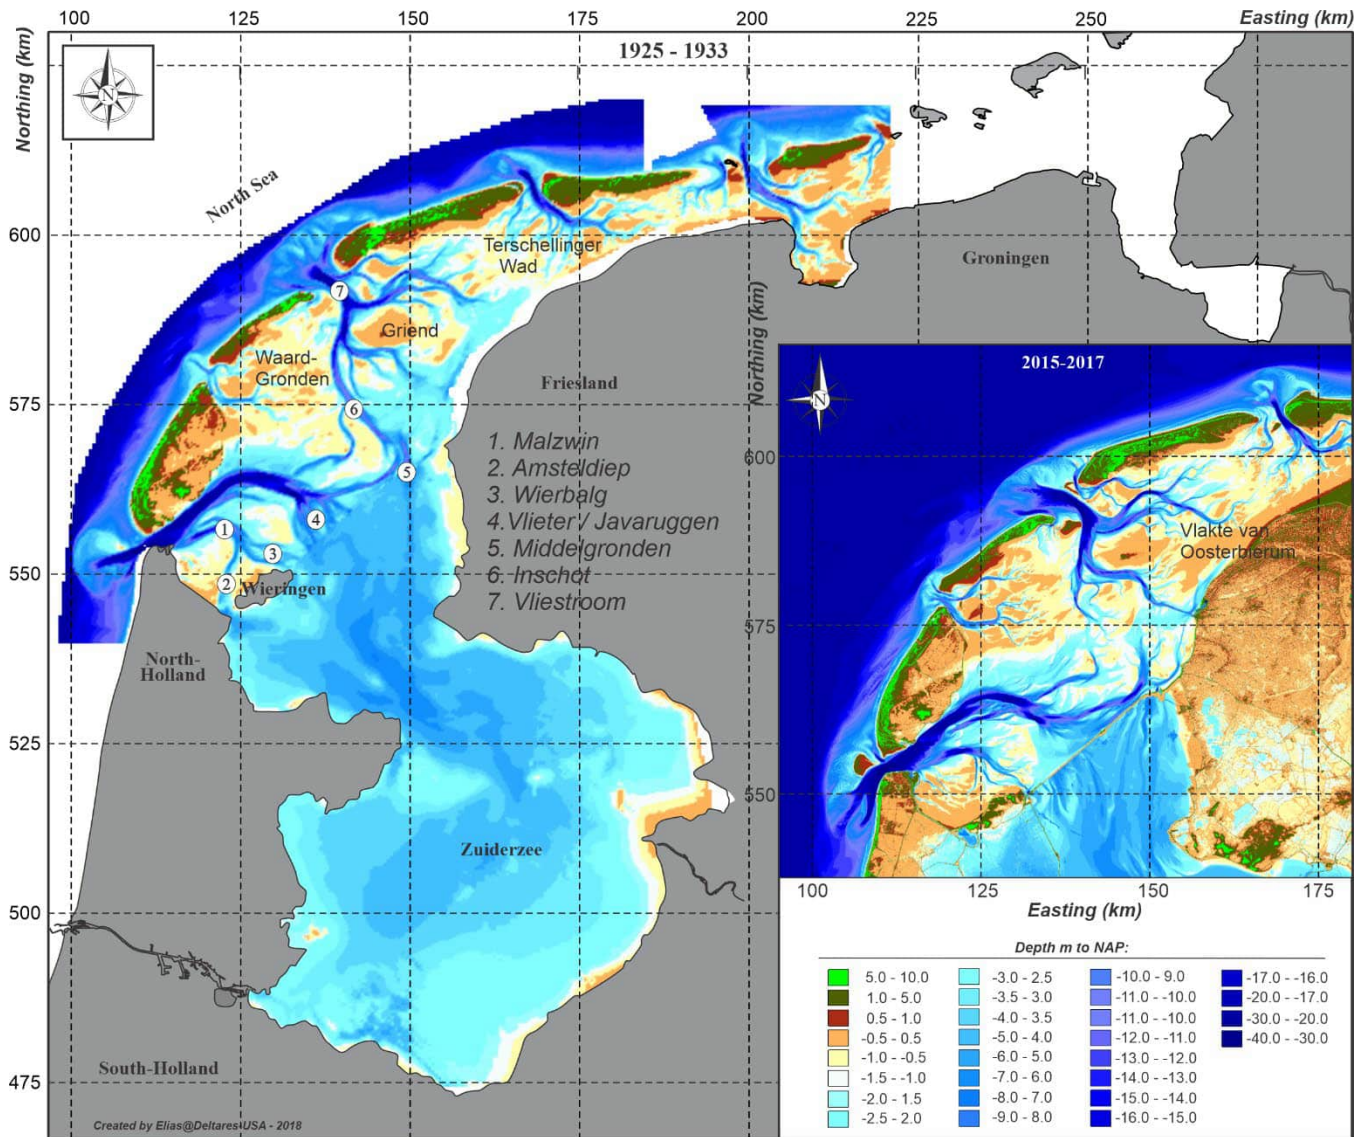 100 125 150 175 200 225 250 Easting (km)
1925 - 1933
Northing (km)
N
North Sea
600
Terschellinger
Wad
Groningen
7
Griend
Waard-
Gronden
Friesland
Northing (km)
2015-2017
N
575
6
1. Malzwin
2. Amsteldiep
3. Wierbalg
4. Vlieter / Javaruggen
5. Middelgronden
6. Inschot
7. Vliestroom
600
5
4
1
3
Vlakte van
Oosterbierum
550
2
Wieringen
575
North-
Holland
525
550
Zuiderzee
100 125 150 175
Easting (km)
500
Depth m to NAP:
5.0 - 10.0
1.0 - 5.0
0.5 - 1.0
-0.5 - 0.5
-1.0 - -0.5
-1.5 - -1.0
-2.0 - 1.5
-2.5 - 2.0
-3.0 - 2.5
-3.5 - 3.0
-4.0 - 3.5
-5.0 - 4.0
-6.0 - 5.0
-7.0 - 6.0
-8.0 - 7.0
-9.0 - 8.0
-10.0 - 9.0
-11.0 - -10.0
-11.0 - -10.0
-12.0 - -11.0
-13.0 - -12.0
-14.0 - -13.0
-15.0 - -14.0
-16.0 - -15.0
-17.0 - -16.0
-20.0 - -17.0
-30.0 - -20.0
-40.0 - -30.0
475
South-Holland
Created by Elias@Deltares-USA - 2018